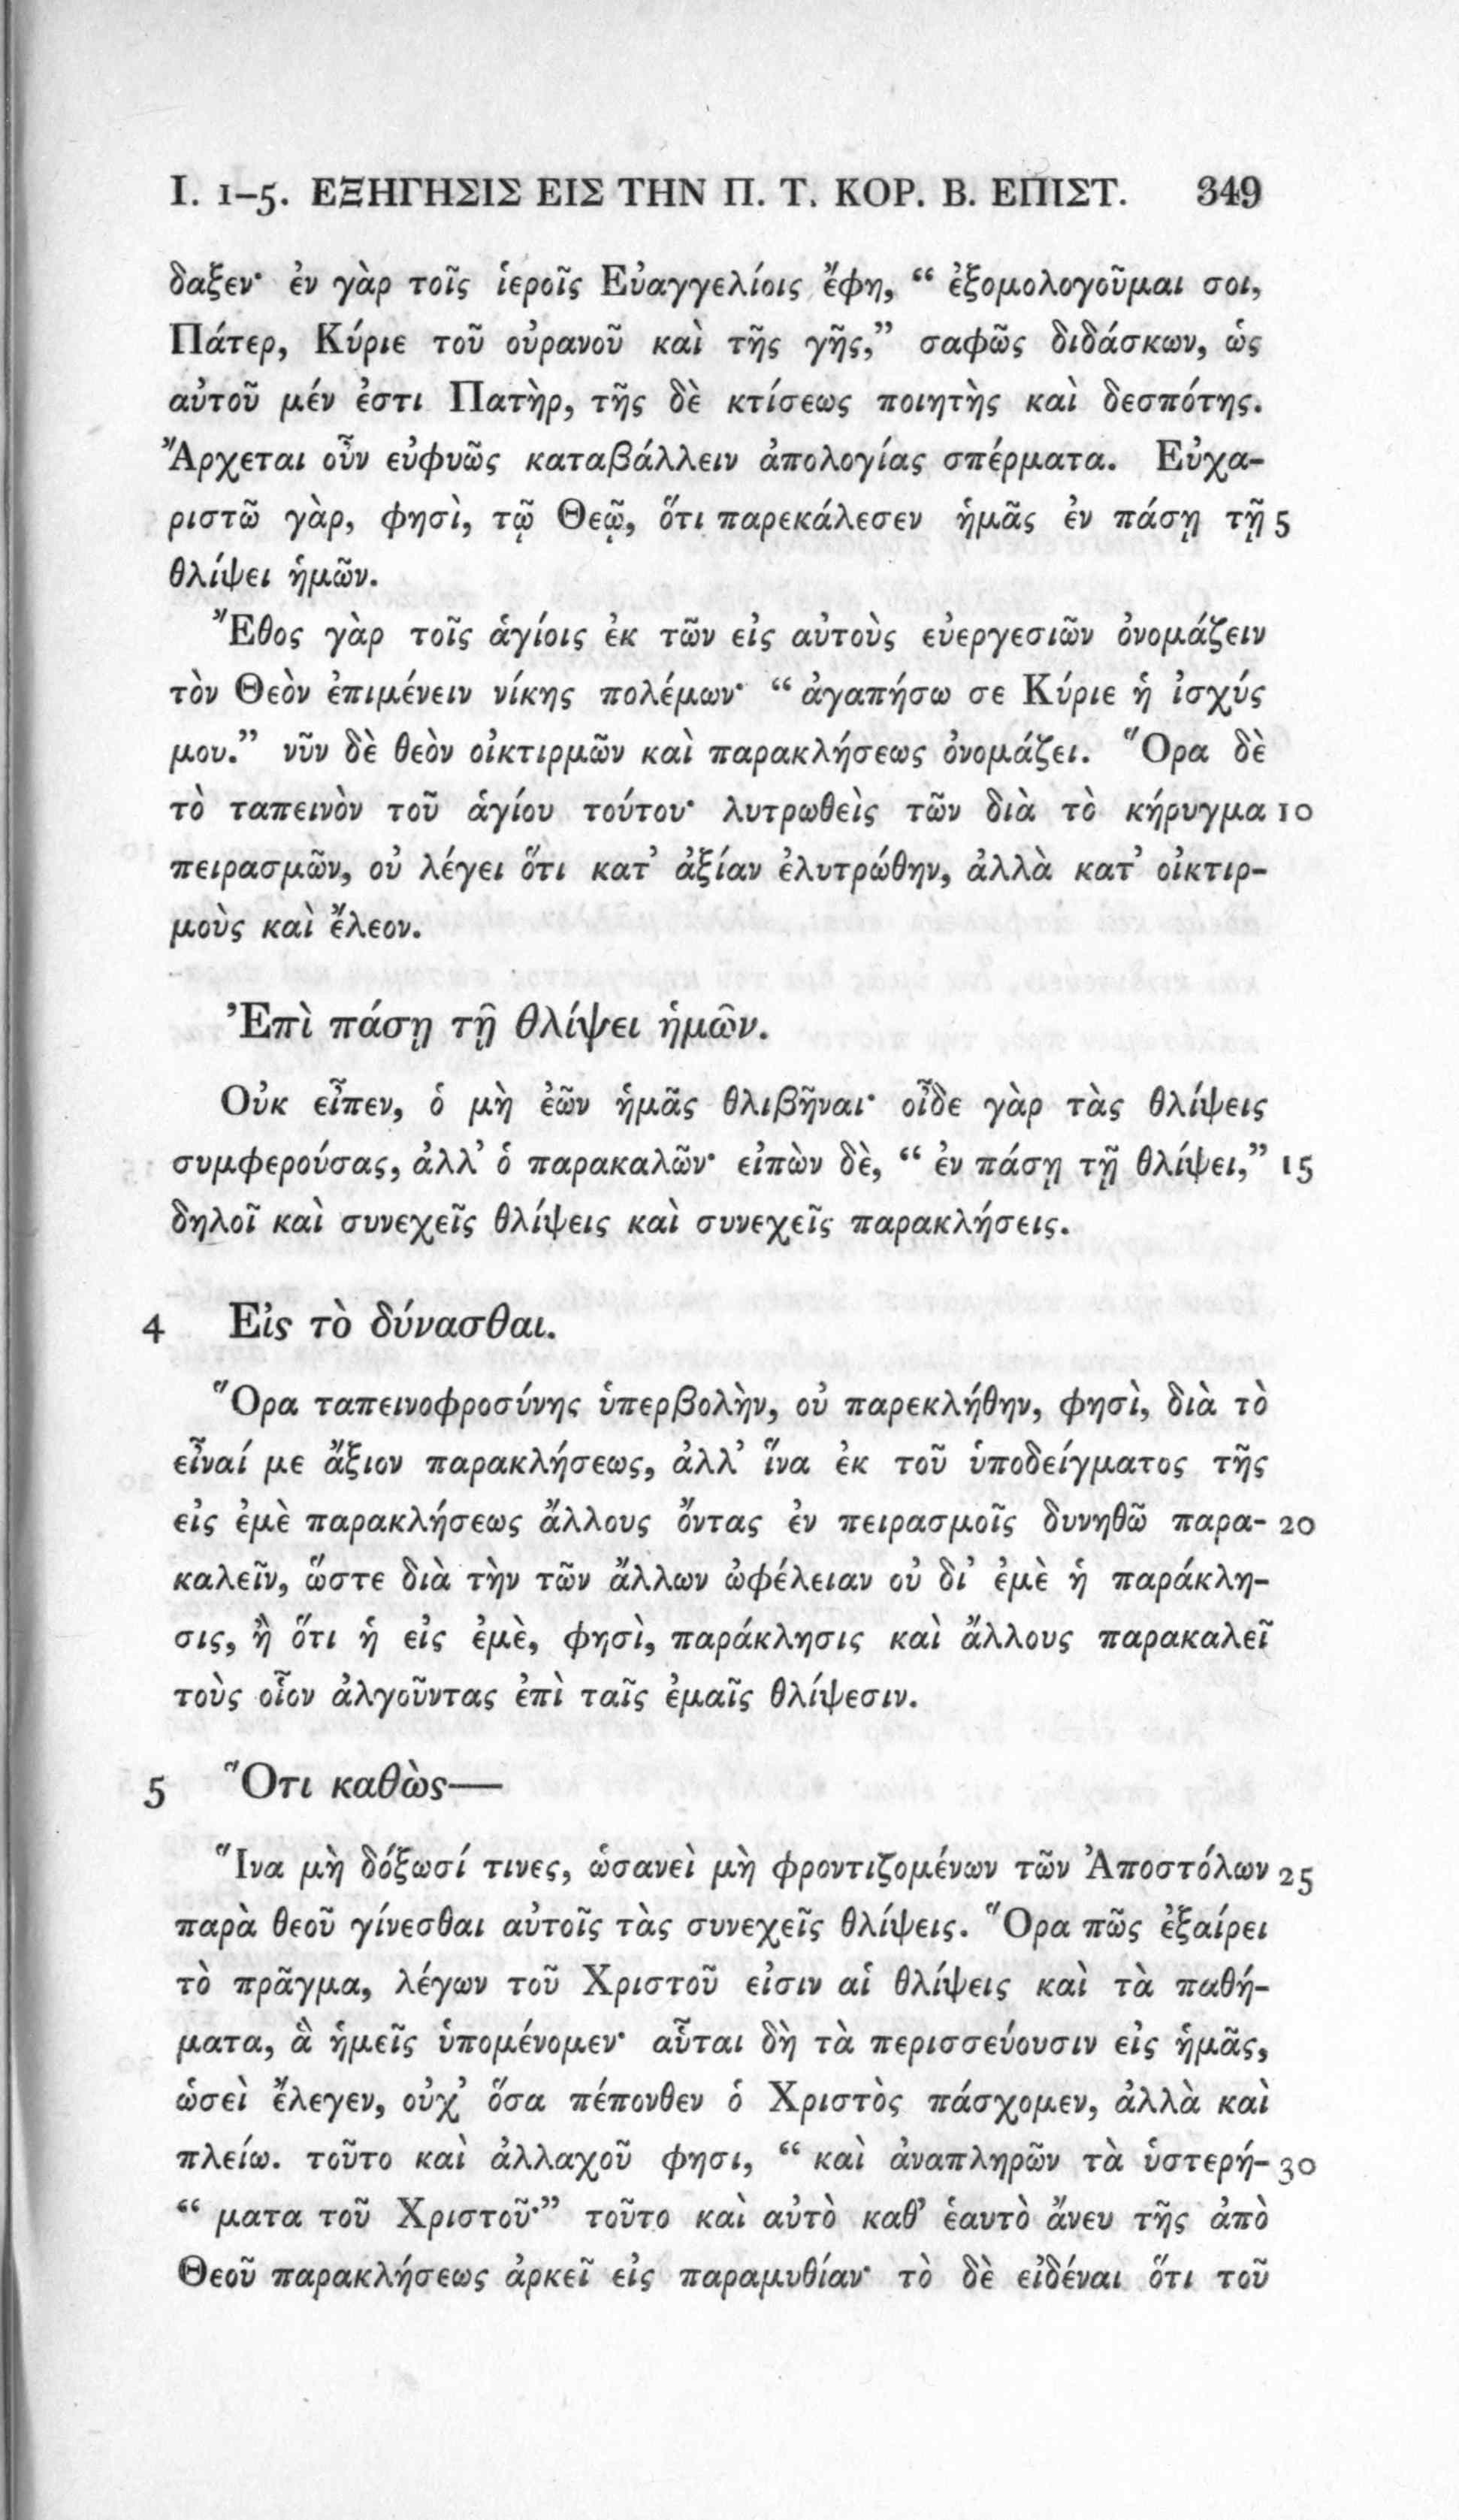 I. 1–5. ΕΞΗΓΗΣΙΣ ΕΙΣ ΤΗΝ Π. Τ. ΚΟΡ. Β. ΕΠΙΣΤ. 349
δαξεν· ἐν γὰρ τοῖς ἱεροῖς Εὐαγγελίοις ἔφη, “ ἐξομολογοῦμαι σοι,
Πάτερ, Κύριε τοῦ οὐρανοῦ καὶ τῆς γῆς,” σαφῶς διδάσκων, ὡς
αὐτοῦ μέν ἐστι Πατὴρ, τῆς δὲ κτίσεως ποιητὴς καὶ δεσπότης.
Ἄρχεται οὖν εὐφυῶς καταβάλλειν ἀπολογίας σπέρματα. Εὐχα-
ριστῶ γὰρ, φησὶ, τῷ Θεῷ, ὅτι παρεκάλεσεν ἡμᾶς ἐν πάσῃ τῇ 5
θλίψει ἡμῶν.
Ἔθος γὰρ τοῖς ἁγίοις ἐκ τῶν εἰς αὐτοὺς εὐεργεσιῶν ὀνομάζειν
τὸν Θεὸν ἐπιμένειν νίκης πολέμων· “ ἀγαπήσω σε Κύριε ἡ ἰσχύς
μου.” νῦν δὲ θεὸν οἰκτιρμῶν καὶ παρακλήσεως ὀνομάζει. Ὅρα δὲ
τὸ ταπεινὸν τοῦ ἁγίου τούτου· λυτρωθεὶς τῶν διὰ τὸ κήρυγμα 10
πειρασμῶν, οὐ λέγει ὅτι κατ’ ἀξίαν ἐλυτρώθην, ἀλλὰ κατ’ οἰκτιρ-
μοὺς καὶ ἔλεον.
Ἐπὶ πάσῃ τῇ θλίψει ἡμῶν.
Οὐκ εἶπεν, ὁ μὴ ἐῶν ἡμᾶς θλιβῆναι· οἶδε γὰρ τὰς θλίψεις
συμφερούσας, ἀλλ’ ὁ παρακαλῶν· εἰπὼν δὲ, “ ἐν πάσῃ τῇ θλίψει,” 15
δηλοῖ καὶ συνεχεῖς θλίψεις καὶ συνεχεῖς παρακλήσεις.
4 Εἰς τὸ δύνασθαι.
Ὅρα ταπεινοφροσύνης ὑπερβολὴν, οὐ παρεκλήθην, φησὶ, διὰ τὸ
εἶναί με ἄξιον παρακλήσεως, ἀλλ’ ἵνα ἐκ τοῦ ὑποδείγματος τῆς
εἰς ἐμὲ παρακλήσεως ἄλλους ὄντας ἐν πειρασμοῖς δυνηθῶ παρα- 20
καλεῖν, ὥστε διὰ τὴν τῶν ἄλλων ὠφέλειαν οὐ δι’ ἐμὲ ἡ παράκλη-
σις, ἢ ὅτι ἡ εἰς ἐμὲ, φησὶ, παράκλησις καὶ ἄλλους παρακαλεῖ
τοὺς οἷον ἀλγοῦντας ἐπὶ ταῖς ἐμαῖς θλίψεσιν.
5 Ὅτι καθὼς—
Ἵνα μὴ δόξωσί τινες, ὡσανεὶ μὴ φροντιζομένων τῶν Ἀποστόλων 25
παρὰ θεοῦ γίνεσθαι αὐτοῖς τὰς συνεχεῖς θλίψεις. Ὅρα πῶς ἐξαίρει
τὸ πρᾶγμα, λέγων τοῦ Χριστοῦ εἰσιν αἱ θλίψεις καὶ τὰ παθή-
ματα, ἃ ἡμεῖς ὑπομένομεν· αὗται δὴ τὰ περισσεύουσιν εἰς ἡμᾶς,
ὡσεὶ ἔλεγεν, οὐχ’ ὅσα πέπονθεν ὁ Χριστὸς πάσχομεν, ἀλλὰ καὶ
πλείω. τοῦτο καὶ ἀλλαχοῦ φησι, “ καὶ ἀναπληρῶν τὰ ὑστερή- 30
“ ματα τοῦ Χριστοῦ·” τοῦτο καὶ αὐτὸ καθ’ ἑαυτὸ ἄνευ τῆς ἀπὸ
Θεοῦ παρακλήσεως ἀρκεῖ εἰς παραμυθίαν· τὸ δὲ εἰδέναι ὅτι τοῦ